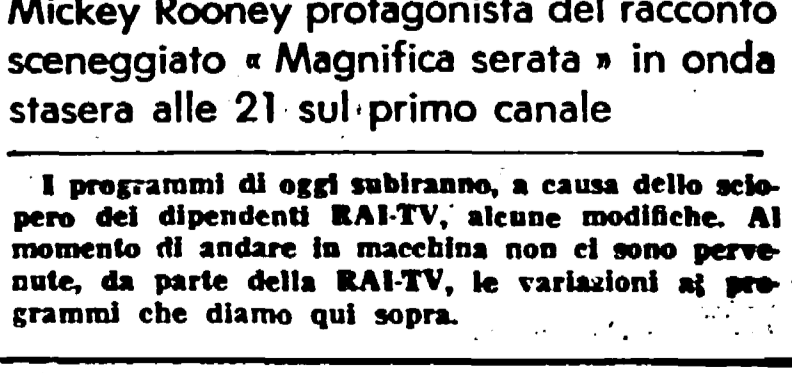 Mickey Rooney protagonista del racconto
sceneggiato « Magnifica serata » in onda
stasera alle 21 sul primo canale
I programmi di oggi subiranno, a causa dello scio-
pero dei dipendenti RAI-TV, alcune modifiche. Al
momento di andare in macchina non ci sono perve-
nute, da parte della RAI-TV, le variazioni ai pro-
grammi che diamo qui sopra.